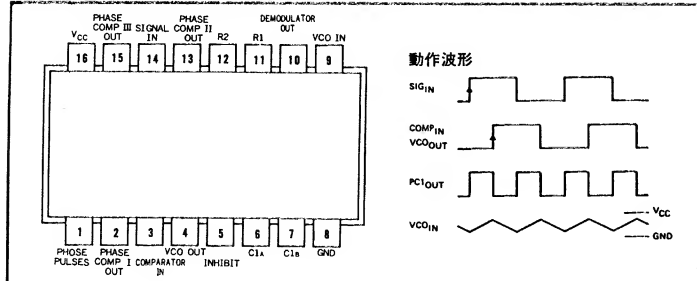 PHASE COMP III OUT
PHASE COMP II OUT
DEMODULATOR OUT
VCC
SIGNAL IN
R2
R1
VCO IN
16 15 14 13 12 11 10 9
1 2 3 4 5 6 7 8
PHOSE PULSES
PHASE COMP I OUT
COMPARATOR IN
VCO OUT
INHIBIT
C1A
C1B
GND
動作波形
SIGIN
COMPIN
VCOOUT
PC1OUT
VCOIN
VCC
GND